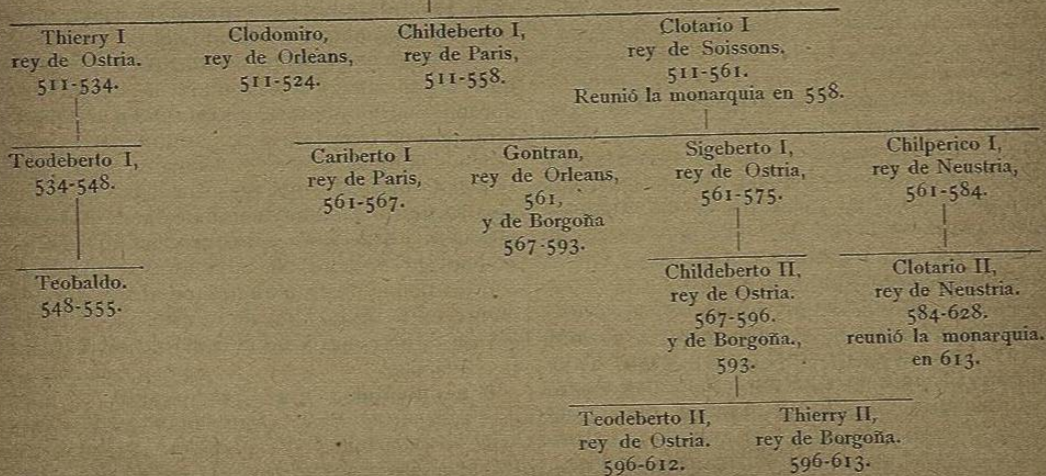 Thierry I
rey de Ostria.
511-534.
Clodomiro,
rey de Orleans,
511-524.
Childeberto I,
rey de Paris,
511-558.
Clotario I
rey de Soissons.
511-561.
Reunió la monarquia en 558.
Teodeberto I,
534-548.
Cariberto I
rey de Paris,
561-567.
Gontran,
rey de Orleans,
561,
y de Borgoña
567-593.
Sigeberto I,
rey de Ostria,
561-575.
Chilperico I,
rey de Neustria,
561-584.
Teobaldo.
548-555.
Childeberto II,
rey de Ostria.
567-596.
y de Borgoña.,
593.
Clotario II,
rey de Neustria.
584-628.
reunió la monarquia.
en 613.
Teodeberto II,
rey de Ostria.
596-612.
Thierry II,
rey de Borgoña.
596-613.